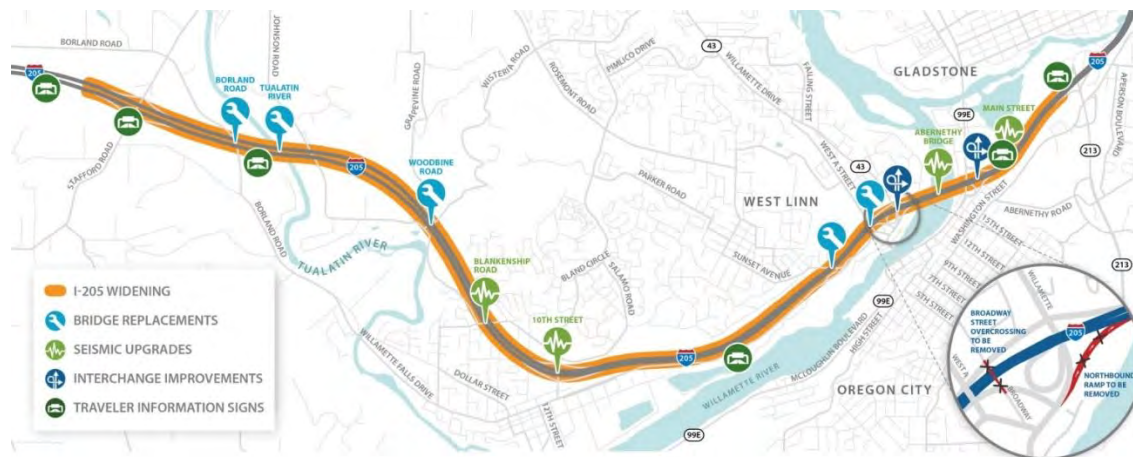 BORLAND ROAD
JOHNSON ROAD
205
STAFFORD ROAD
BORLAND
ROAD
TUALATIN
RIVER
BORLAND ROAD
GRAPEVINE ROAD
WISTERIA ROAD
205
WOODBINE
ROAD
TUALATIN RIVER
ROSEMONT ROAD
PIMLICO DRIVE
43
WILLAMETTE DRIVE
FAILING STREET
WEST A STREET
43
PARKER ROAD
WEST LINN
GLADSTONE
99E
MAIN STREET
ABERNETHY
BRIDGE
205
APERSON BOULEVARD
213
ABERNETHY ROAD
WASHINGTON STREET
15TH STREET
12TH STREET
9TH STREET
7TH STREET
5TH STREET
213
BLANKENSHIP
ROAD
BLAND CIRCLE
SALAMO ROAD
SUNSET AVENUE
10TH STREET
205
WILLAMETTE FALLS DRIVE
DOLLAR STREET
12TH STREET
WILLAMETTE RIVER
MCLOUGHLIN BOULEVARD
HIGH STREET
99E
OREGON CITY
99E
I-205 WIDENING
BRIDGE REPLACEMENTS
SEISMIC UPGRADES
INTERCHANGE IMPROVEMENTS
TRAVELER INFORMATION SIGNS
BROADWAY
STREET
OVERCROSSING
TO BE
REMOVED
WILLAMETTE
205
WEST A
BROADWAY
NORTHBOUND
RAMP TO BE
REMOVED